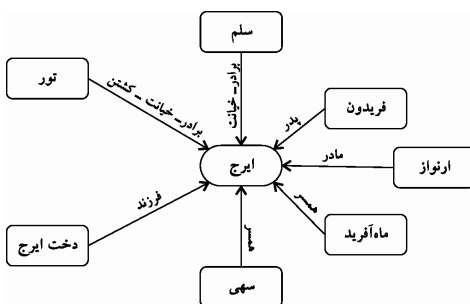 سلم
تور
برادر- خیانت
برادر- خیانت - کشتن
فریدون
پدر
ایرج
مادر
ارنواز
فرزند
همسر
ماه‌آفرید
دخت ایرج
همسر
سهی